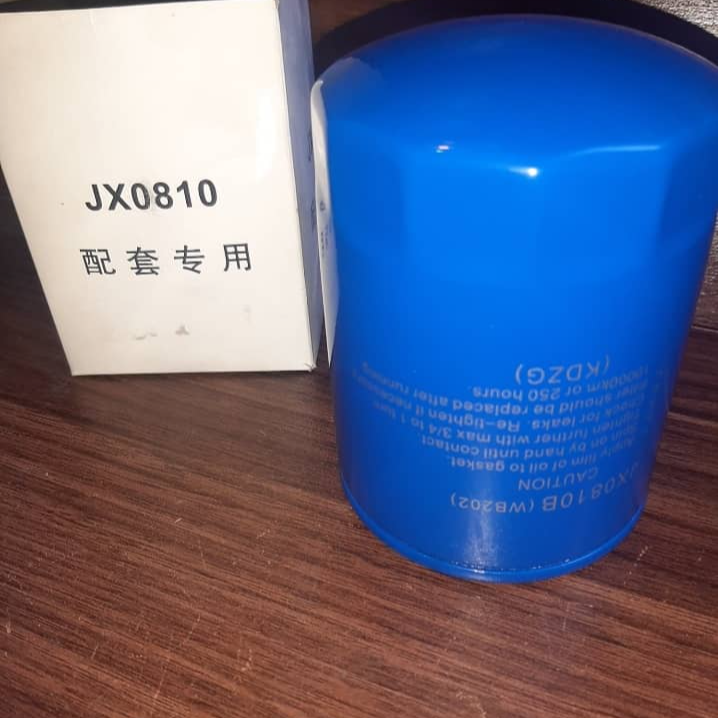 JX0810
配套专用
JX0810B (WB202)
CAUTION
Apply film of oil to gasket.
Spin on by hand until contact.
Tighten further with max 3/4 to 1 turn.
Check for leaks. Re-tighten if necessary.
Filter should be replaced after running
10000km or 250 hours.
(KDZG)